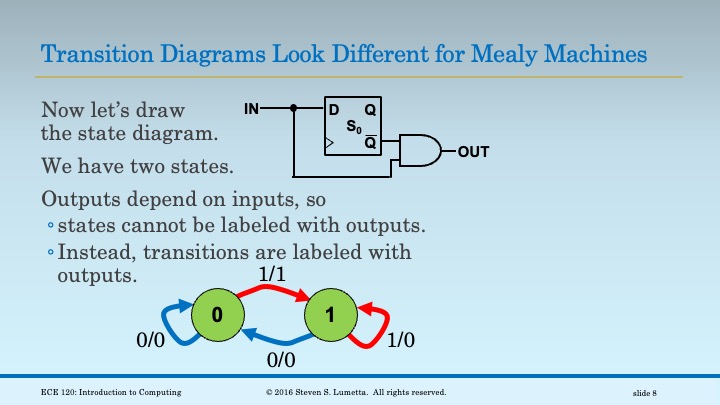 Transition Diagrams Look Different for Mealy Machines
Now let's draw
the state diagram.
We have two states.
Outputs depend on inputs, so
◦ states cannot be labeled with outputs.
◦ Instead, transitions are labeled with
outputs.
IN
D Q
S₀
Q̅
OUT
1/1
0
1
0/0
1/0
0/0
ECE 120: Introduction to Computing
© 2016 Steven S. Lumetta. All rights reserved.
slide 8